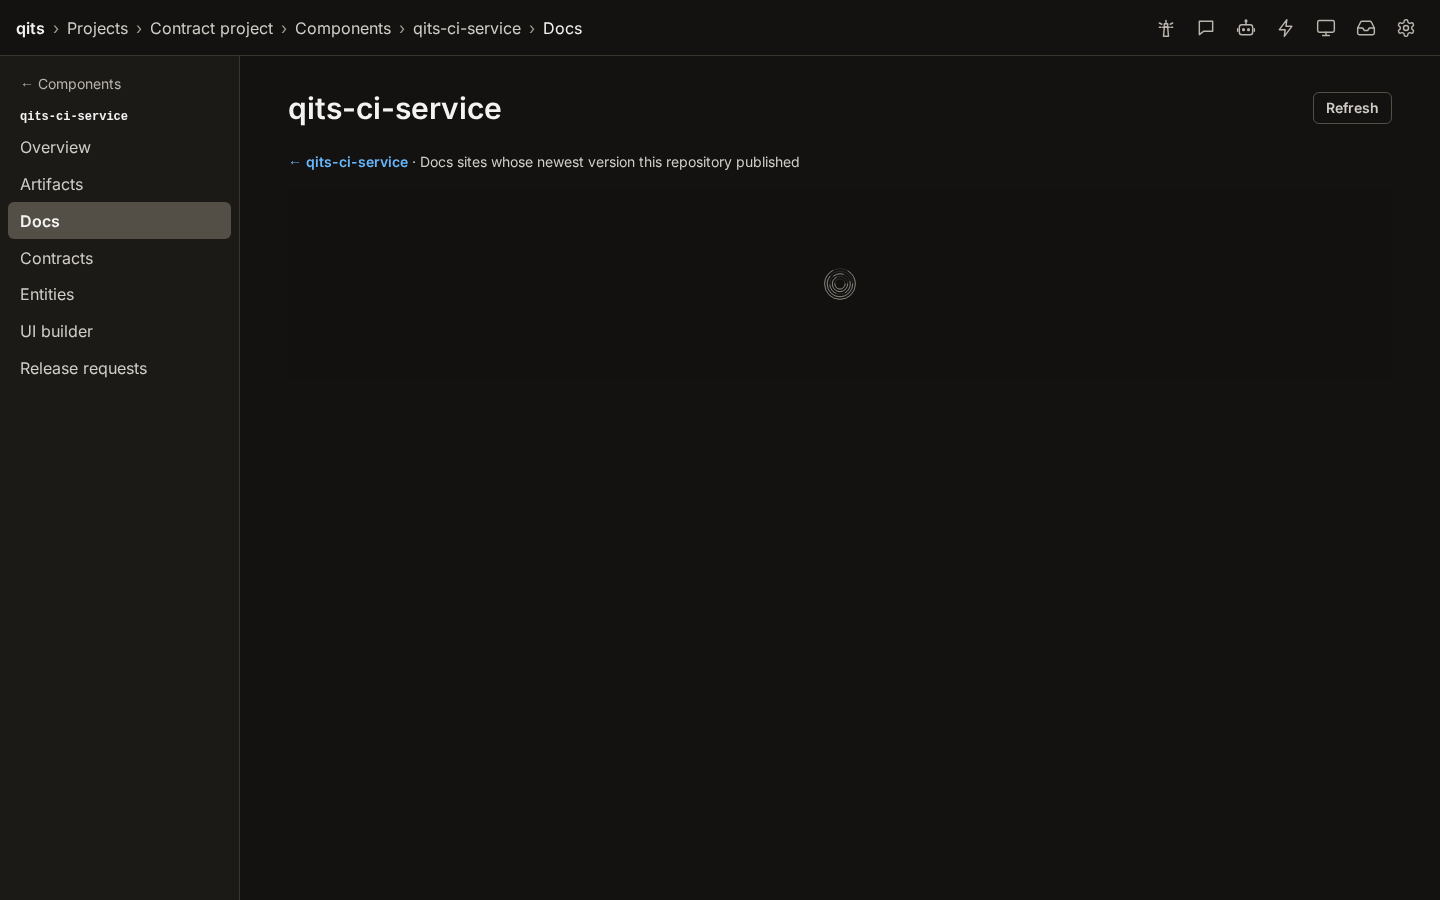 qits › Projects › Contract project › Components › qits-ci-service › Docs
← Components
qits-ci-service
Overview
Artifacts
Docs
Contracts
Entities
UI builder
Release requests
qits-ci-service
Refresh
← qits-ci-service · Docs sites whose newest version this repository published